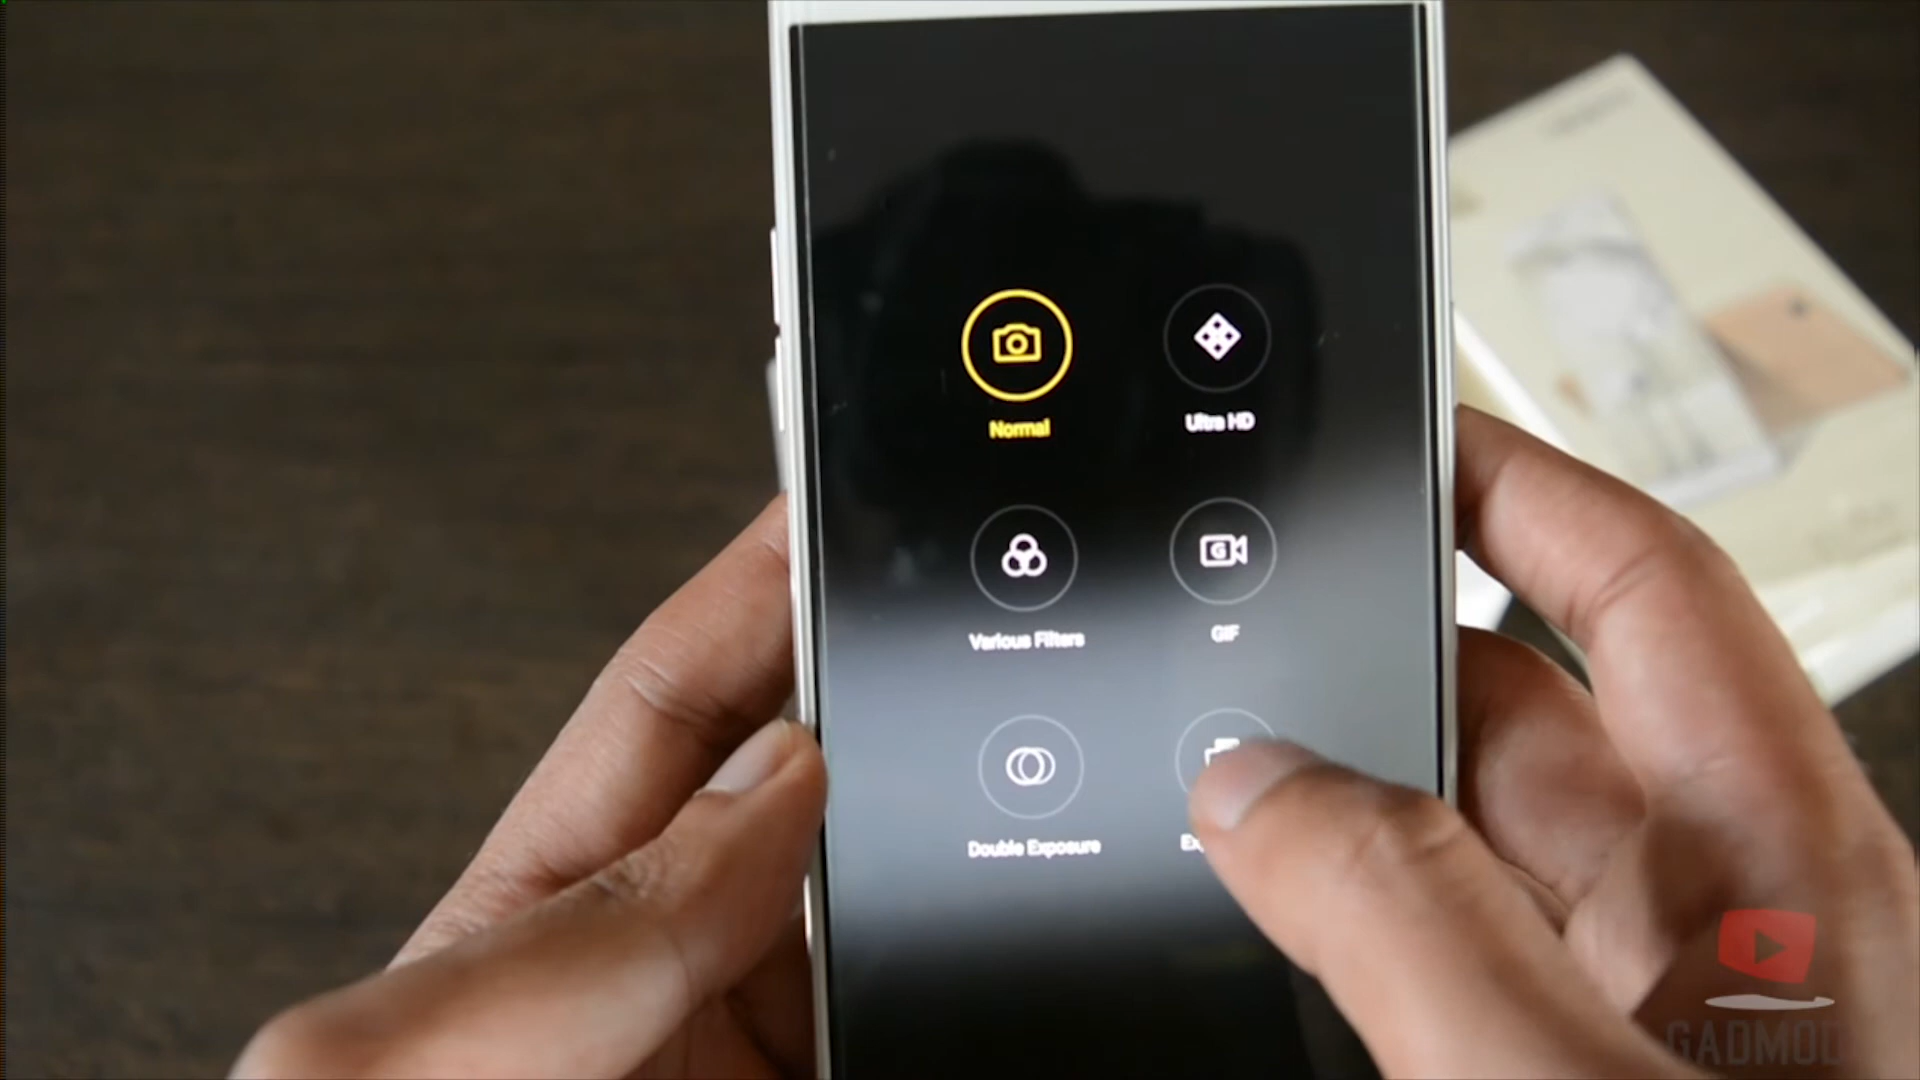 Normal
Ultra HD
Various Filters
GIF
Double Exposure
GADMOD